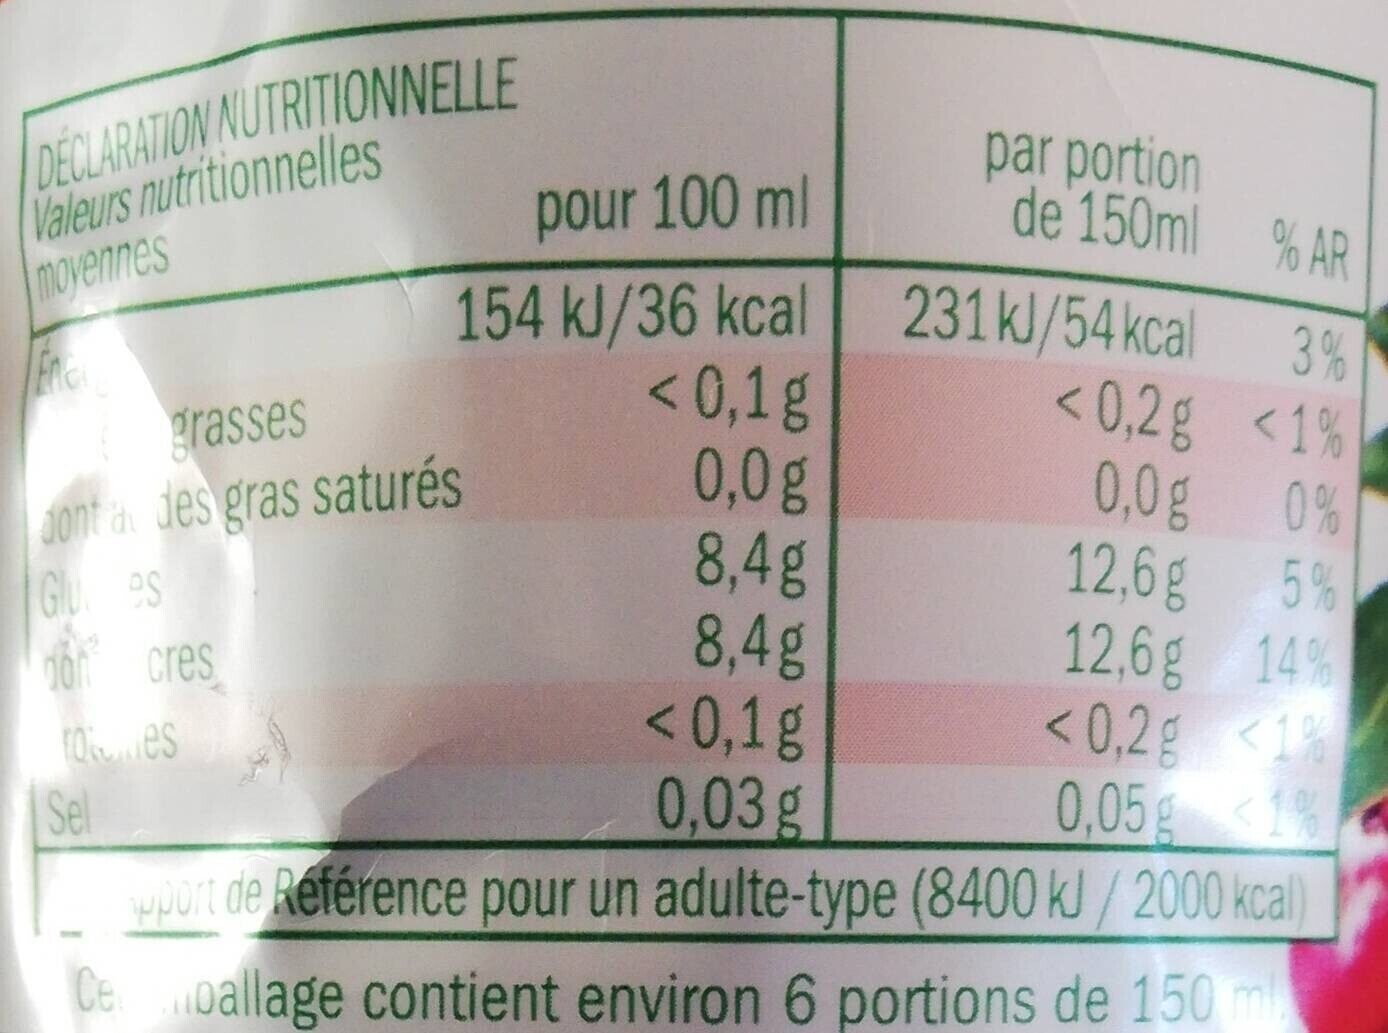 DÉCLARATION NUTRITIONNELLE
Valeurs nutritionnelles
moyennes
pour 100 ml
par portion
de 150ml % AR
154 kJ/36 kcal 231 kJ/54 kcal 3%
grasses < 0,1 g < 0,2 g < 1%
dont des gras saturés 0,0 g 0,0 g 0%
8,4 g 12,6 g 5%
8,4 g 12,6 g 14%
< 0,1 g < 0,2 g < 1%
Sel 0,03 g 0,05 g < 1%
de Référence pour un adulte-type (8400 kJ / 2000 kcal)
contient environ 6 portions de 150 ml.